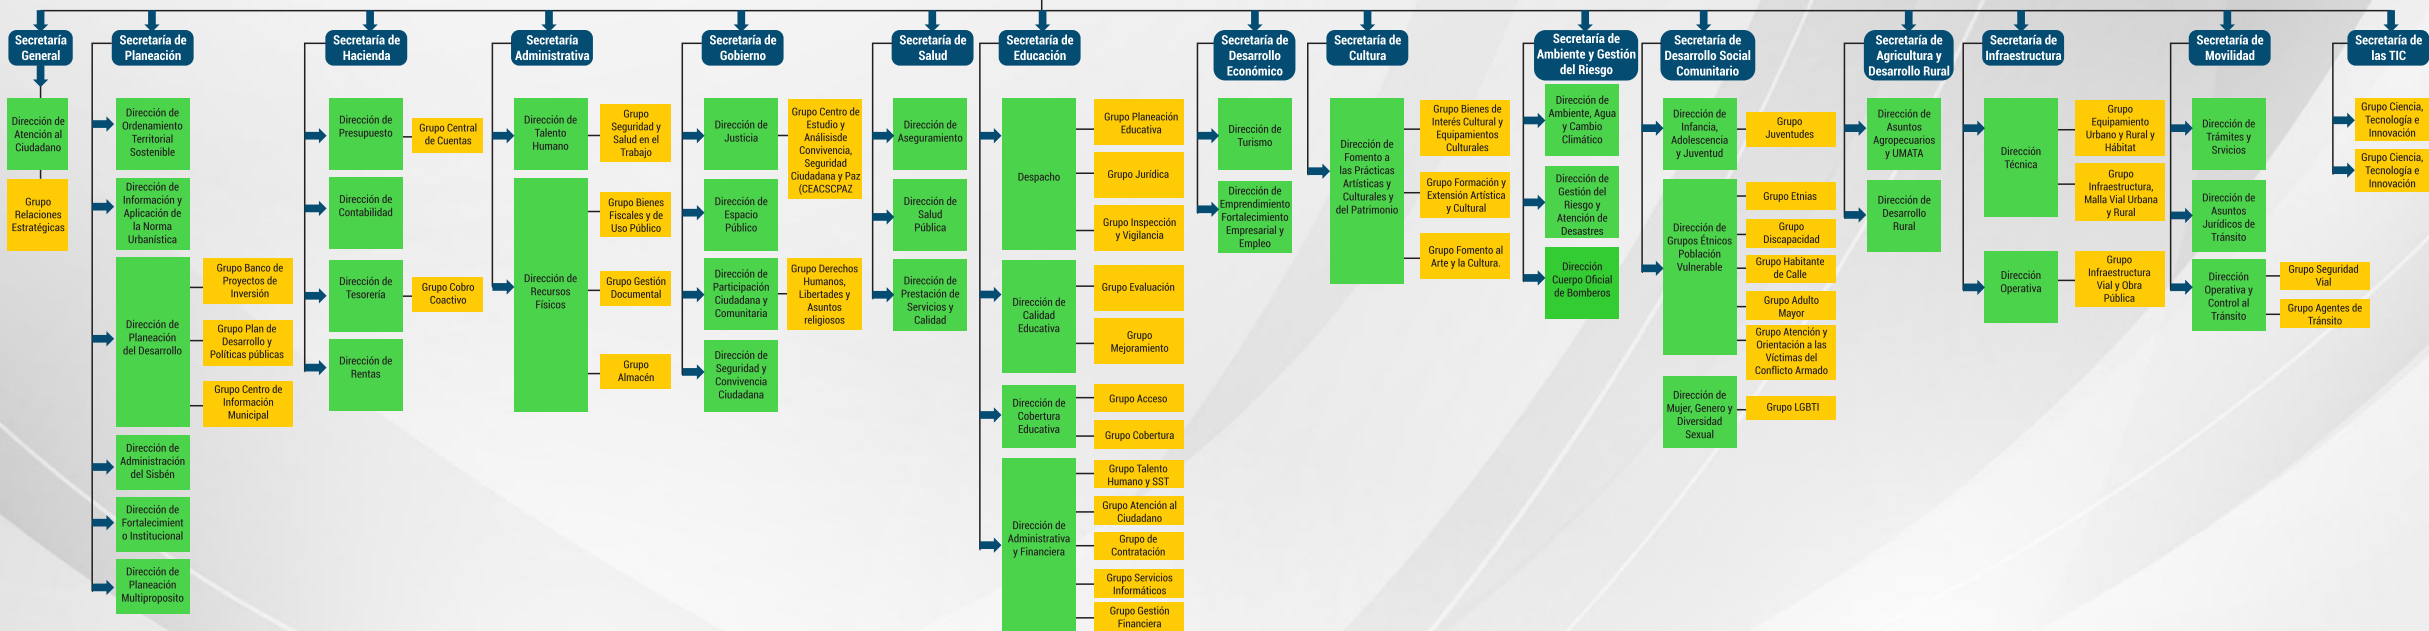 Secretaría
General
Dirección de
Atención al
Ciudadano
Grupo
Relaciones
Estratégicas
Secretaría de
Planeación
Dirección de
Ordenamiento
Territorial
Sostenible
Dirección de
Información y
Aplicación de
la Norma
Urbanística
Dirección de
Planeación
del Desarrollo
Grupo Banco de
Proyectos de
Inversión
Grupo Plan de
Desarrollo y
Políticas públicas
Grupo Centro de
Información
Municipal
Dirección de
Administración
del Sisbén
Dirección de
Fortalecimient
o Institucional
Dirección de
Planeación
Multiproposito
Secretaría de
Hacienda
Dirección de
Presupuesto
Grupo Central
de Cuentas
Dirección de
Contabilidad
Dirección de
Tesorería
Grupo Cobro
Coactivo
Dirección de
Rentas
Secretaría
Administrativa
Dirección de
Talento
Humano
Grupo
Seguridad y
Salud en el
Trabajo
Dirección de
Recursos
Físicos
Grupo Bienes
Fiscales y de
Uso Público
Grupo Gestión
Documental
Grupo
Almacén
Secretaría de
Gobierno
Dirección de
Justicia
Grupo Centro de
Estudio y
Análisisde
Convivencia,
Seguridad
Ciudadana y Paz
(CEACSCPAZ
Dirección de
Espacio
Público
Dirección de
Participación
Ciudadana y
Comunitaria
Grupo Derechos
Humanos,
Libertades y
Asuntos
religiosos
Dirección de
Seguridad y
Convivencia
Ciudadana
Secretaría de
Salud
Dirección de
Aseguramiento
Dirección de
Salud
Pública
Dirección de
Prestación de
Servicios y
Calidad
Secretaría de
Educación
Despacho
Grupo Planeación
Educativa
Grupo Jurídica
Grupo Inspección
y Vigilancia
Dirección de
Calidad
Educativa
Grupo Evaluación
Grupo
Mejoramiento
Dirección de
Cobertura
Educativa
Grupo Acceso
Grupo Cobertura
Dirección de
Administrativa
y Financiera
Grupo Talento
Humano y SST
Grupo Atención al
Ciudadano
Grupo de
Contratación
Grupo Servicios
Informáticos
Grupo Gestión
Financiera
Secretaría de
Desarrollo
Económico
Dirección de
Turismo
Dirección de
Emprendimiento
Fortalecimiento
Empresarial y
Empleo
Secretaría de
Cultura
Dirección de
Fomento a
las Prácticas
Artísticas y
Culturales y
del Patrimonio
Grupo Bienes de
Interés Cultural y
Equipamientos
Culturales
Grupo Formación y
Extensión Artística
y Cultural
Grupo Fomento al
Arte y la Cultura.
Secretaría de
Ambiente y Gestión
del Riesgo
Dirección de
Ambiente, Agua
y Cambio
Climático
Dirección de
Gestión del
Riesgo y
Atención de
Desastres
Dirección
Cuerpo Oficial
de Bomberos
Secretaría de
Desarrollo Social
Comunitario
Dirección de
Infancia,
Adolescencia
y Juventud
Grupo
Juventudes
Dirección de
Grupos Étnicos
Población
Vulnerable
Grupo Etnias
Grupo
Discapacidad
Grupo Habitante
de Calle
Grupo Adulto
Mayor
Grupo Atención y
Orientación a las
Víctimas del
Conflicto Armado
Dirección de
Mujer, Genero y
Diversidad
Sexual
Grupo LGBTI
Secretaría de
Agricultura y
Desarrollo Rural
Dirección de
Asuntos
Agropecuarios
y UMATA
Dirección de
Desarrollo
Rural
Secretaría de
Infraestructura
Dirección
Técnica
Grupo
Equipamiento
Urbano y Rural y
Hábitat
Grupo
Infraestructura,
Malla Vial Urbana
y Rural
Dirección
Operativa
Grupo
Infraestructura
Vial y Obra
Pública
Secretaría de
Movilidad
Dirección de
Trámites y
Srvicios
Dirección de
Asuntos
Jurídicos de
Tránsito
Dirección
Operativa y
Control al
Tránsito
Grupo Seguridad
Vial
Grupo Agentes de
Tránsito
Secretaría de
las TIC
Grupo Ciencia,
Tecnología e
Innovación
Grupo Ciencia,
Tecnología e
Innovación